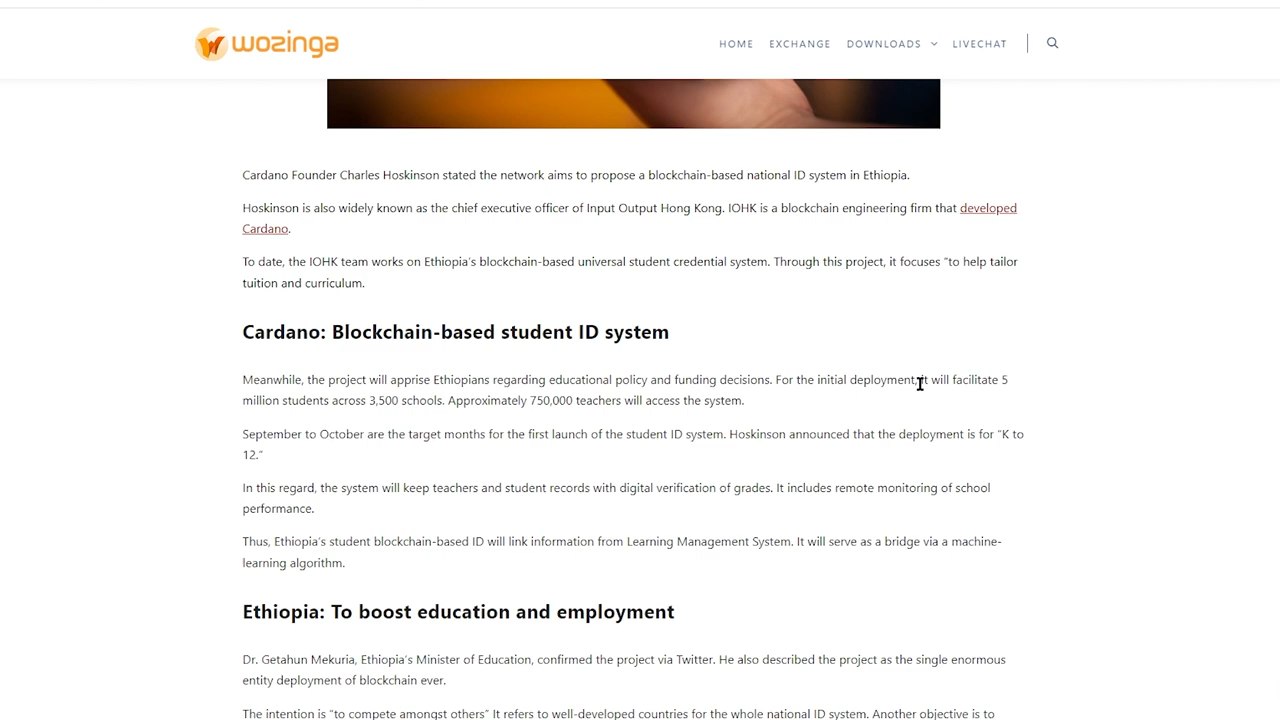 wozinga
HOME EXCHANGE DOWNLOADS LIVECHAT
Cardano Founder Charles Hoskinson stated the network aims to propose a blockchain-based national ID system in Ethiopia.
Hoskinson is also widely known as the chief executive officer of Input Output Hong Kong. IOHK is a blockchain engineering firm that developed
Cardano.
To date, the IOHK team works on Ethiopia's blockchain-based universal student credential system. Through this project, it focuses "to help tailor
tuition and curriculum.
Cardano: Blockchain-based student ID system
Meanwhile, the project will apprise Ethiopians regarding educational policy and funding decisions. For the initial deployment, it will facilitate 5
million students across 3,500 schools. Approximately 750,000 teachers will access the system.
September to October are the target months for the first launch of the student ID system. Hoskinson announced that the deployment is for "K to
12."
In this regard, the system will keep teachers and student records with digital verification of grades. It includes remote monitoring of school
performance.
Thus, Ethiopia's student blockchain-based ID will link information from Learning Management System. It will serve as a bridge via a machine-
learning algorithm.
Ethiopia: To boost education and employment
Dr. Getahun Mekuria, Ethiopia's Minister of Education, confirmed the project via Twitter. He also described the project as the single enormous
entity deployment of blockchain ever.
The intention is "to compete amongst others" It refers to well-developed countries for the whole national ID system. Another objective is to